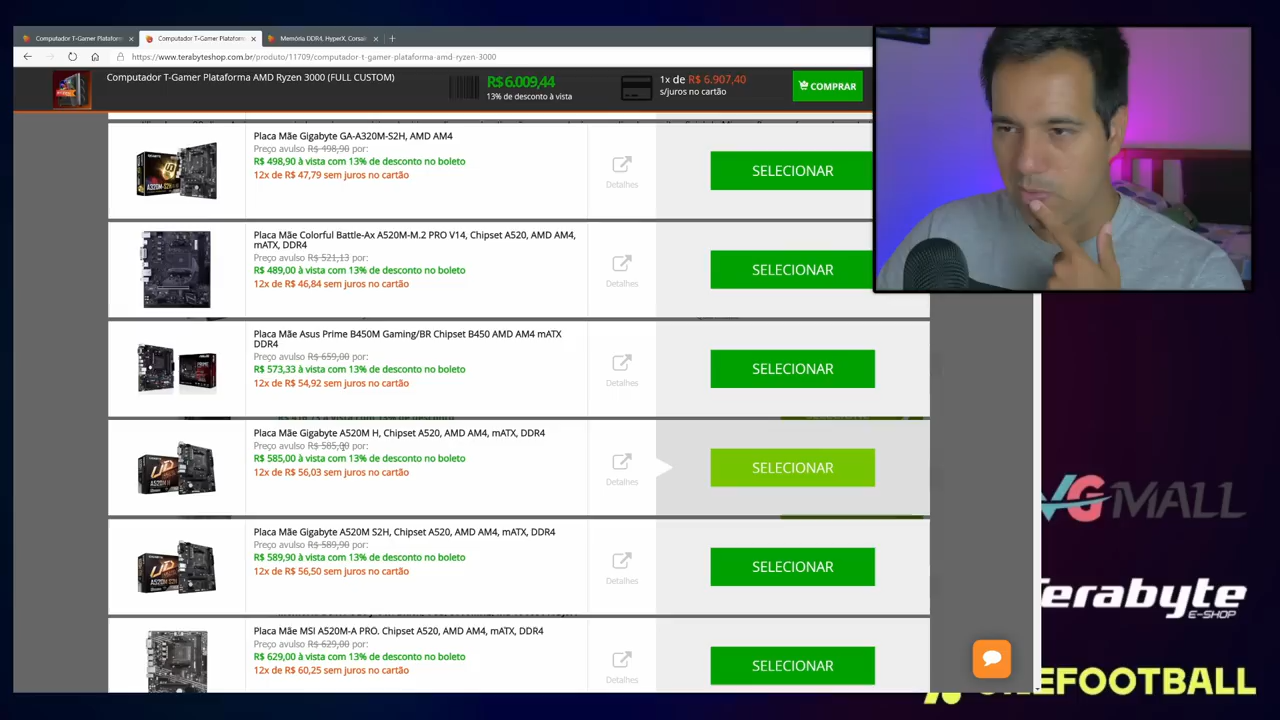 Computador T-Gamer Plataform
Computador T-Gamer Plataform
Memória DDR4, HyperX, Corsai
https://www.terabyteshop.com.br/produto/11709/computador-t-gamer-plataforma-amd-ryzen-3000
Computador T-Gamer Plataforma AMD Ryzen 3000 (FULL CUSTOM)
R$ 6.009,44
13% de desconto à vista
1x de R$ 6.907,40
s/juros no cartão
COMPRAR
Placa Mãe Gigabyte GA-A320M-S2H, AMD AM4
Preço avulso R$ 498,90 por:
R$ 498,90 à vista com 13% de desconto no boleto
12x de R$ 47,79 sem juros no cartão
Detalhes
SELECIONAR
Placa Mãe Colorful Battle-Ax A520M-M.2 PRO V14, Chipset A520, AMD AM4,
mATX, DDR4
Preço avulso R$ 521,13 por:
R$ 489,00 à vista com 13% de desconto no boleto
12x de R$ 46,84 sem juros no cartão
Detalhes
SELECIONAR
Placa Mãe Asus Prime B450M Gaming/BR Chipset B450 AMD AM4 mATX
DDR4
Preço avulso R$ 659,00 por:
R$ 573,33 à vista com 13% de desconto no boleto
12x de R$ 54,92 sem juros no cartão
Detalhes
SELECIONAR
Placa Mãe Gigabyte A520M H, Chipset A520, AMD AM4, mATX, DDR4
Preço avulso R$ 585,00 por:
R$ 585,00 à vista com 13% de desconto no boleto
12x de R$ 56,03 sem juros no cartão
Detalhes
SELECIONAR
Placa Mãe Gigabyte A520M S2H, Chipset A520, AMD AM4, mATX, DDR4
Preço avulso R$ 589,90 por:
R$ 589,90 à vista com 13% de desconto no boleto
12x de R$ 56,50 sem juros no cartão
Detalhes
SELECIONAR
Placa Mãe MSI A520M-A PRO. Chipset A520, AMD AM4, mATX, DDR4
Preço avulso R$ 629,00 por:
R$ 629,00 à vista com 13% de desconto no boleto
12x de R$ 60,25 sem juros no cartão
Detalhes
SELECIONAR
VGMALL
Terabyte
E-SHOP
ONEFOOTBALL